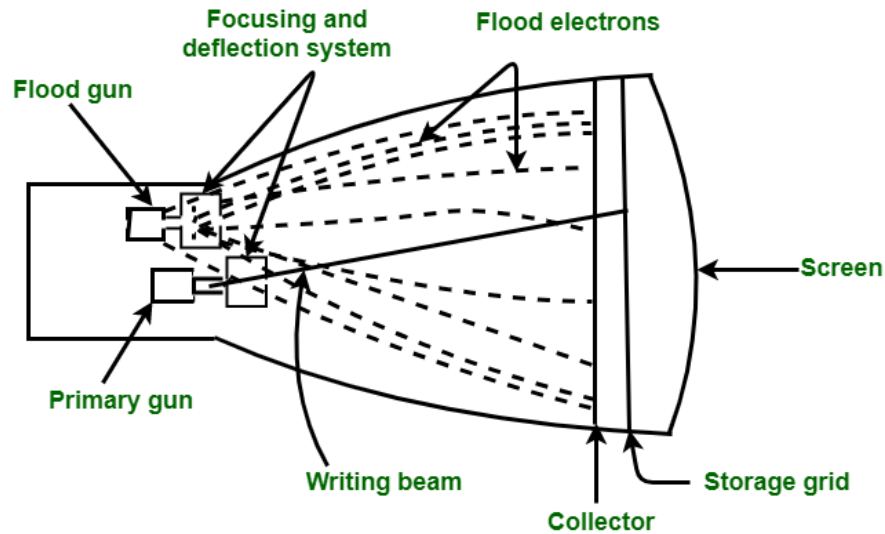 Focusing and
deflection system
Flood electrons
Flood gun
Screen
Primary gun
Writing beam
Storage grid
Collector